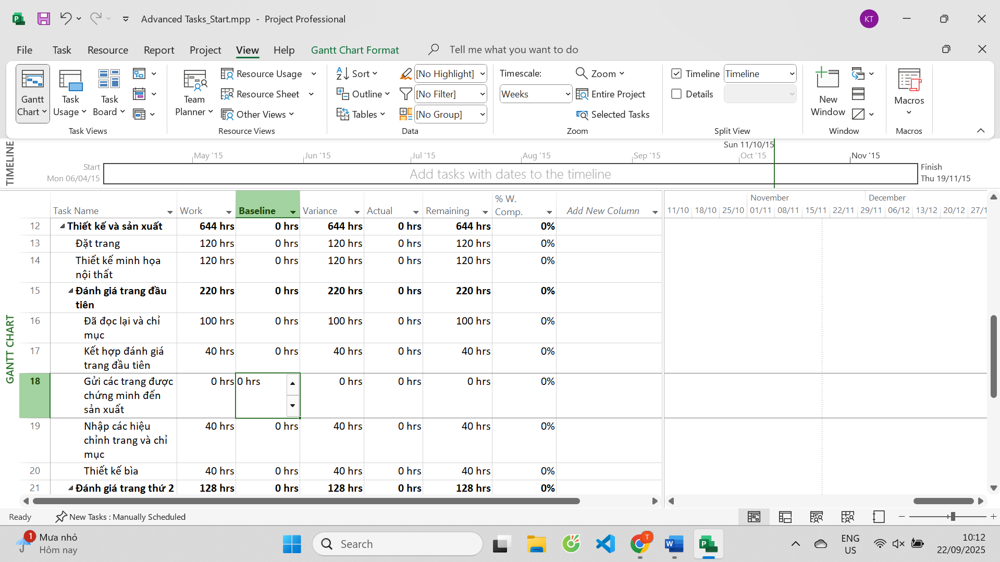 Advanced Tasks_Start.mpp - Project Professional
KT
File Task Resource Report Project View Help Gantt Chart Format Tell me what you want to do
Gantt Chart
Task Usage
Task Board
Task Views
Team Planner
Resource Usage
Resource Sheet
Other Views
Resource Views
Sort
Outline
Tables
[No Highlight]
[No Filter]
[No Group]
Data
Timescale:
Weeks
Zoom
Entire Project
Selected Tasks
Zoom
Timeline Timeline
Details
Split View
New Window
Window
Macros
Macros
TIMELINE
Sun 11/10/15
May '15 Jun '15 Jul '15 Aug '15 Sep '15 Oct '15 Nov '15
Start
Mon 06/04/15
Add tasks with dates to the timeline
Finish
Thu 19/11/15
GANTT CHART
Task Name Work Baseline Variance Actual Remaining % W. Comp. Add New Column
November December
11/10 18/10 25/10 01/11 08/11 15/11 22/11 29/11 06/12 13/12 20/12 27/1
12 Thiết kế và sản xuất 644 hrs 0 hrs 644 hrs 0 hrs 644 hrs 0%
13 Đặt trang 120 hrs 0 hrs 120 hrs 0 hrs 120 hrs 0%
14 Thiết kế minh họa 120 hrs 0 hrs 120 hrs 0 hrs 120 hrs 0%
nội thất
15 Đánh giá trang đầu 220 hrs 0 hrs 220 hrs 0 hrs 220 hrs 0%
tiên
16 Đã đọc lại và chỉ 100 hrs 0 hrs 100 hrs 0 hrs 100 hrs 0%
mục
17 Kết hợp đánh giá 40 hrs 0 hrs 40 hrs 0 hrs 40 hrs 0%
trang đầu tiên
18 Gửi các trang được 0 hrs 0 hrs 0 hrs 0 hrs 0 hrs 0%
chứng minh đến
sản xuất
19 Nhập các hiệu 40 hrs 0 hrs 40 hrs 0 hrs 40 hrs 0%
chỉnh trang và chỉ
mục
20 Thiết kế bìa 40 hrs 0 hrs 40 hrs 0 hrs 40 hrs 0%
21 Đánh giá trang thứ 2 128 hrs 0 hrs 128 hrs 0 hrs 128 hrs 0%
Ready New Tasks : Manually Scheduled
1
Mưa nhỏ
Hôm nay
Search
T
ENG
US
10:12
22/09/2025